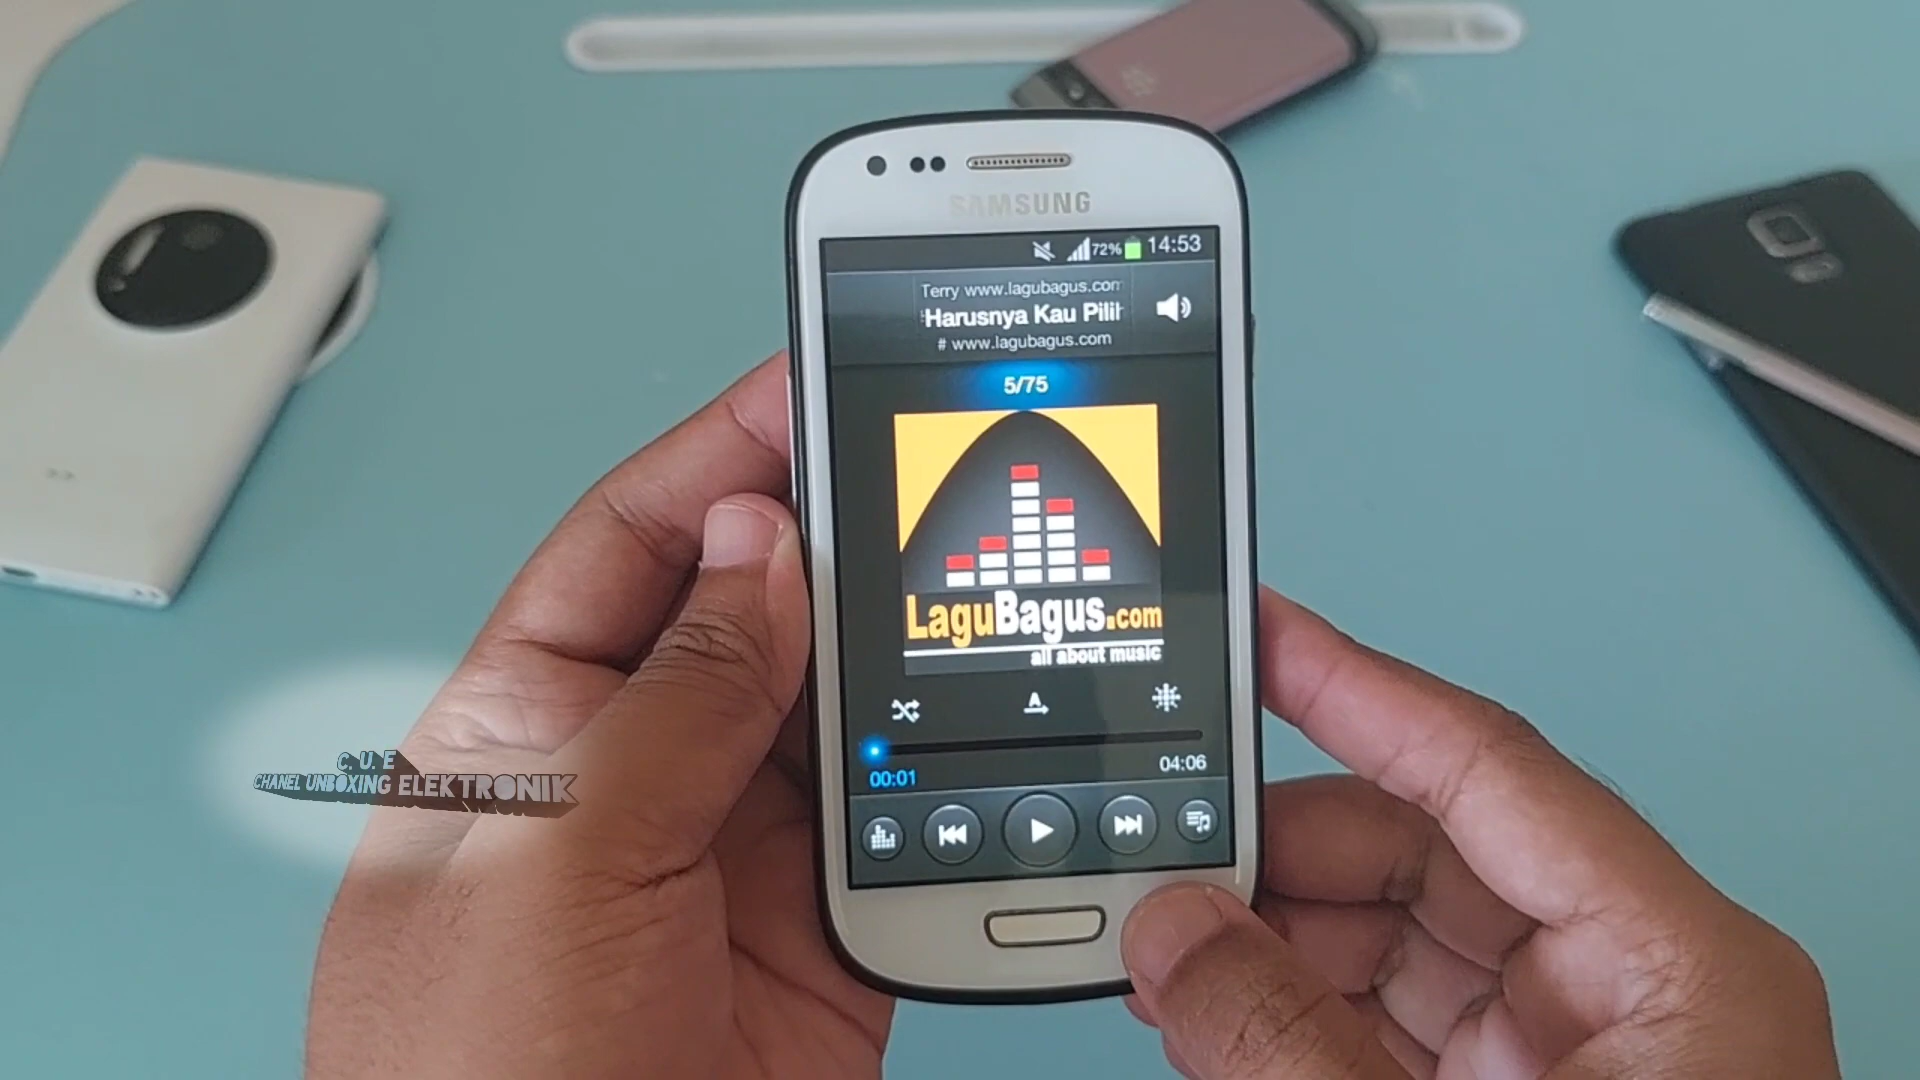 SAMSUNG
72% 14:53
Terry www.lagubagus.com
Harusnya Kau Pilih
# www.lagubagus.com
5/75
LaguBagus.com
all about music
A
00:01
04:06
C. U. E
CHANEL UNBOXING ELEKTRONIK